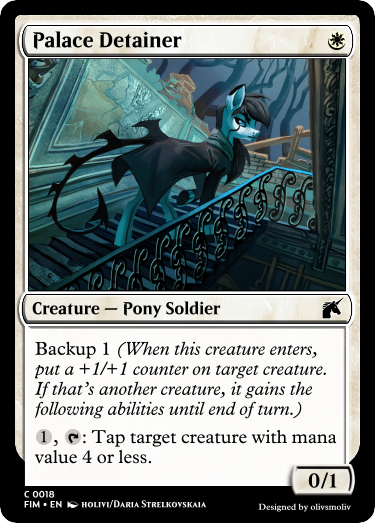 Palace Detainer
Creature — Pony Soldier
Backup 1 (When this creature enters,
put a +1/+1 counter on target creature.
If that's another creature, it gains the
following abilities until end of turn.)
1, : Tap target creature with mana
value 4 or less.
0/1
C 0018
FIM • EN HOLIVI/DARIA STRELKOVSKAIA
Designed by olivsmoliv